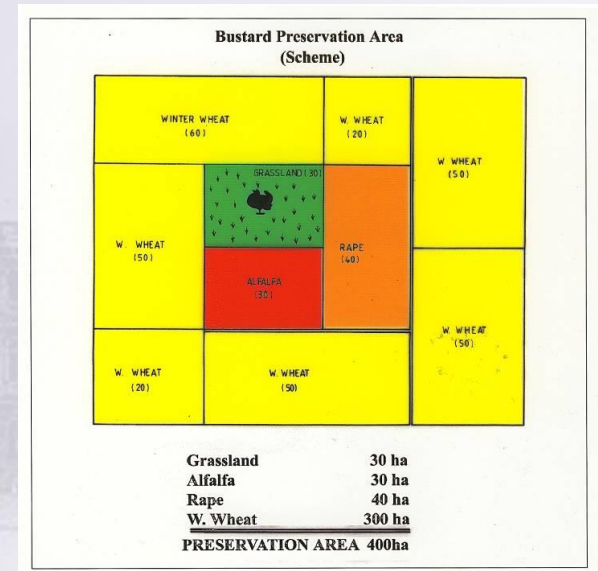 Bustard Preservation Area
(Scheme)
WINTER WHEAT
(60)
W. WHEAT
(20)
W WHEAT
(50)
GRASSLAND(30)
W. WHEAT
(50)
RAPE
(40)
ALFALFA
(30)
W. WHEAT
(50)
W. WHEAT
(20)
W. WHEAT
(50)
Grassland 30 ha
Alfalfa 30 ha
Rape 40 ha
W. Wheat 300 ha
PRESERVATION AREA 400ha